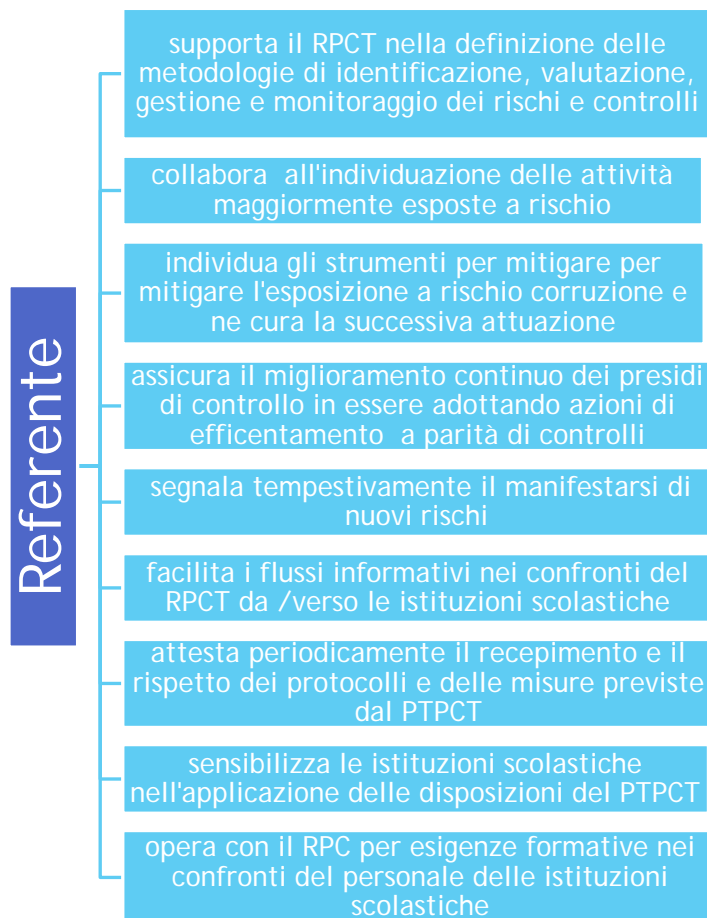 Referente
supporta il RPCT nella definizione delle
metodologie di identificazione, valutazione,
gestione e monitoraggio dei rischi e controlli
collabora all'individuazione delle attività
maggiormente esposte a rischio
individua gli strumenti per mitigare per
mitigare l'esposizione a rischio corruzione e
ne cura la successiva attuazione
assicura il miglioramento continuo dei presidi
di controllo in essere adottando azioni di
efficentamento a parità di controlli
segnala tempestivamente il manifestarsi di
nuovi rischi
facilita i flussi informativi nei confronti del
RPCT da /verso le istituzioni scolastiche
attesta periodicamente il recepimento e il
rispetto dei protocolli e delle misure previste
dal PTPCT
sensibilizza le istituzioni scolastiche
nell'applicazione delle disposizioni del PTPCT
opera con il RPC per esigenze formative nei
confronti del personale delle istituzioni
scolastiche